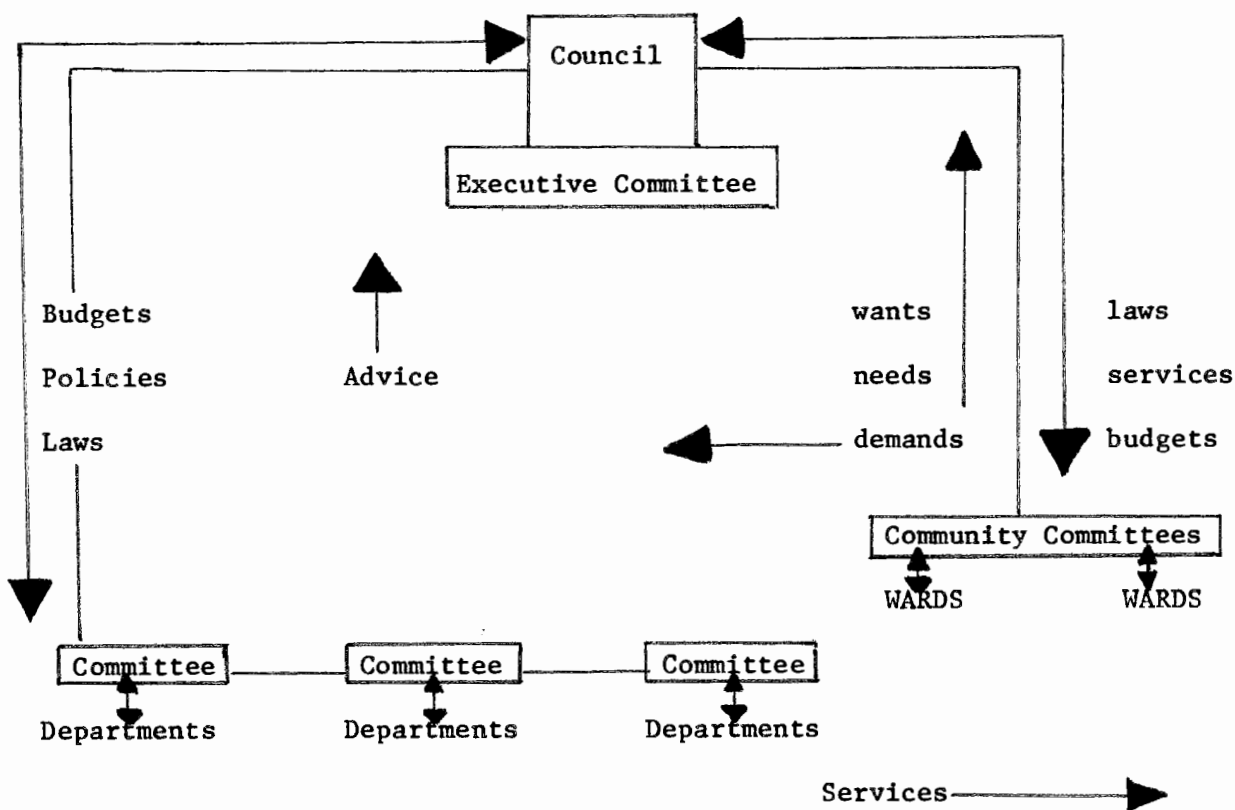 Council
Executive Committee
Budgets
Policies
Laws
Advice
wants
needs
demands
laws
services
budgets
Community Committees
WARDS WARDS
Committee Committee Committee
Departments Departments Departments
Services